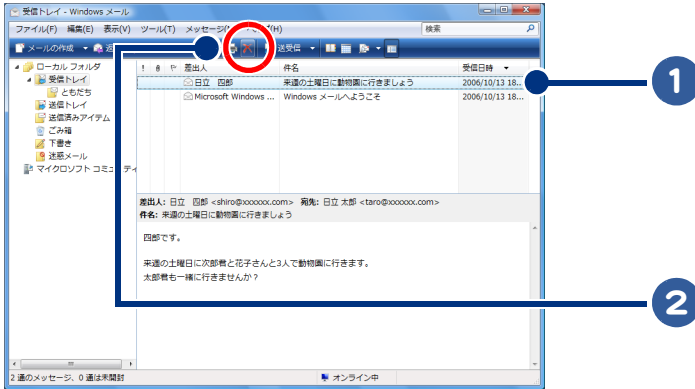 受信トレイ - Windows メール
ファイル(F) 編集(E) 表示(V) ツール(T) メッセージ( (H)
検索
メールの作成 返 送受信
ローカル フォルダ
受信トレイ
ともだち
送信トレイ
送信済みアイテム
ごみ箱
下書き
迷惑メール
マイクロソフト コミュ ティ
! 差出人 件名 受信日時
日立 四郎 来週の土曜日に動物園に行きましょう 2006/10/13 18...
Microsoft Windows ... Windows メールへようこそ 2006/10/13 18...
差出人: 日立 四郎 <shiro@xxxxxx.com> 宛先: 日立 太郎 <taro@xxxxxx.com>
件名: 来週の土曜日に動物園に行きましょう
四郎です。
来週の土曜日に次郎君と花子さんと3人で動物園に行きます。
太郎君も一緒に行きませんか？
2 通のメッセージ、0 通は未開封
オンライン中
1
2